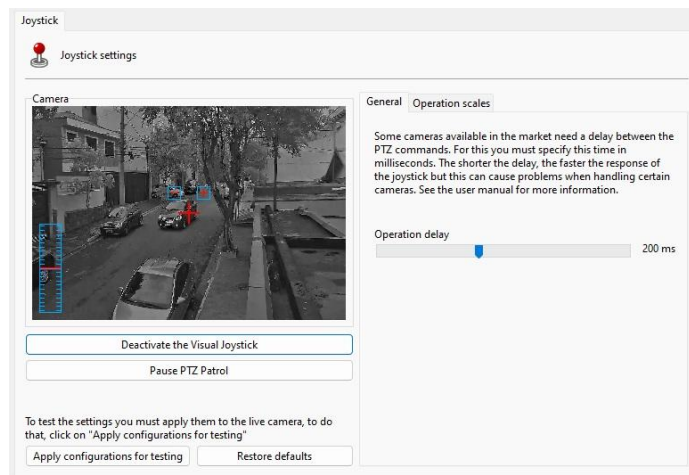 Joystick
Joystick settings
Camera
Deactivate the Visual Joystick
Pause PTZ Patrol
To test the settings you must apply them to the live camera, to do
that, click on "Apply configurations for testing"
Apply configurations for testing
Restore defaults
General
Operation scales
Some cameras available in the market need a delay between the
PTZ commands. For this you must specify this time in
milliseconds. The shorter the delay, the faster the response of
the joystick but this can cause problems when handling certain
cameras. See the user manual for more information.
Operation delay
200 ms